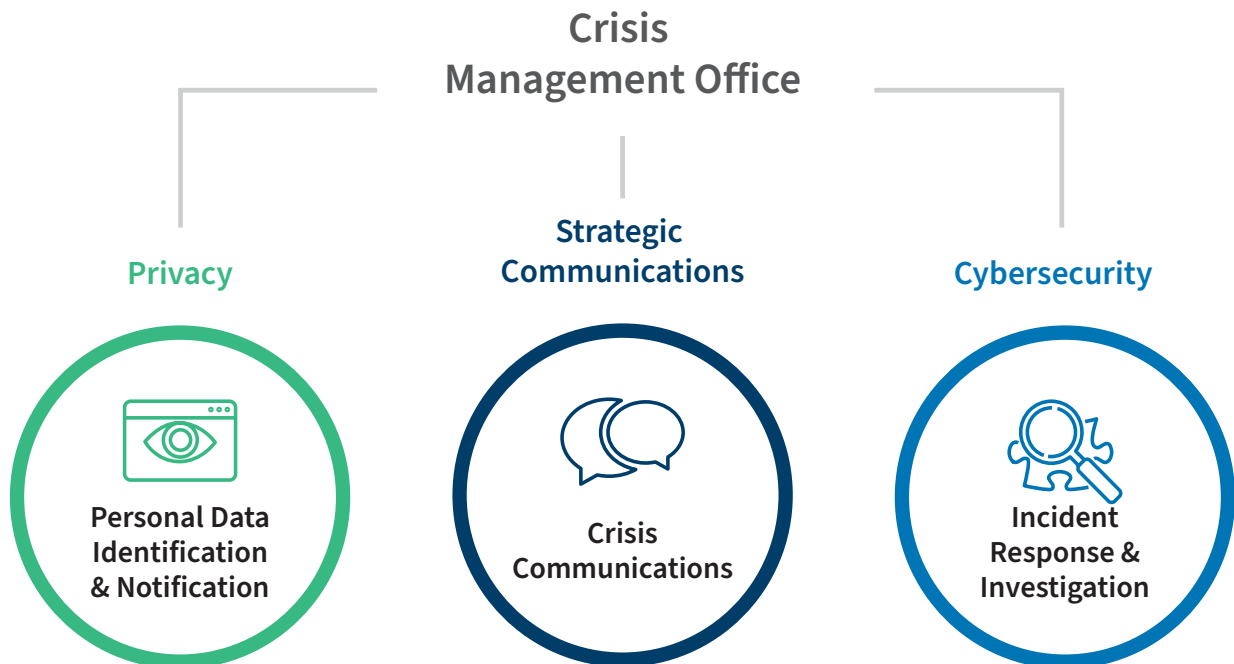 Crisis
Management Office
Privacy
Strategic
Communications
Cybersecurity
Personal Data
Identification
& Notification
Crisis
Communications
Incident
Response &
Investigation